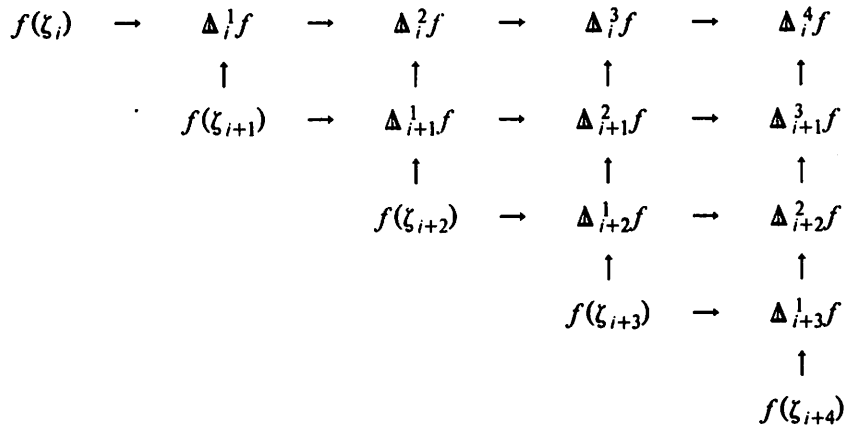 f(ζ_i) → Δ_i^1 f → Δ_i^2 f → Δ_i^3 f → Δ_i^4 f
↑ ↑ ↑ ↑
f(ζ_{i+1}) → Δ_{i+1}^1 f → Δ_{i+1}^2 f → Δ_{i+1}^3 f
↑ ↑ ↑
f(ζ_{i+2}) → Δ_{i+2}^1 f → Δ_{i+2}^2 f
↑ ↑
f(ζ_{i+3}) → Δ_{i+3}^1 f
↑
f(ζ_{i+4})